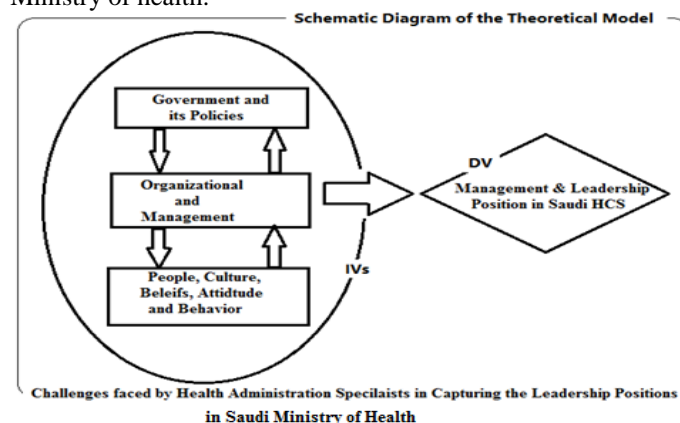 Ministry of health.
Schematic Diagram of the Theoretical Model
Government and
its Policies
Organizational
and
Management
People, Culture,
Beleifs, Attidtude
and Behavior
IVs
DV
Management & Leadership
Position in Saudi HCS
Challenges faced by Health Administration Specilaists in Capturing the Leadership Positions
in Saudi Ministry of Health